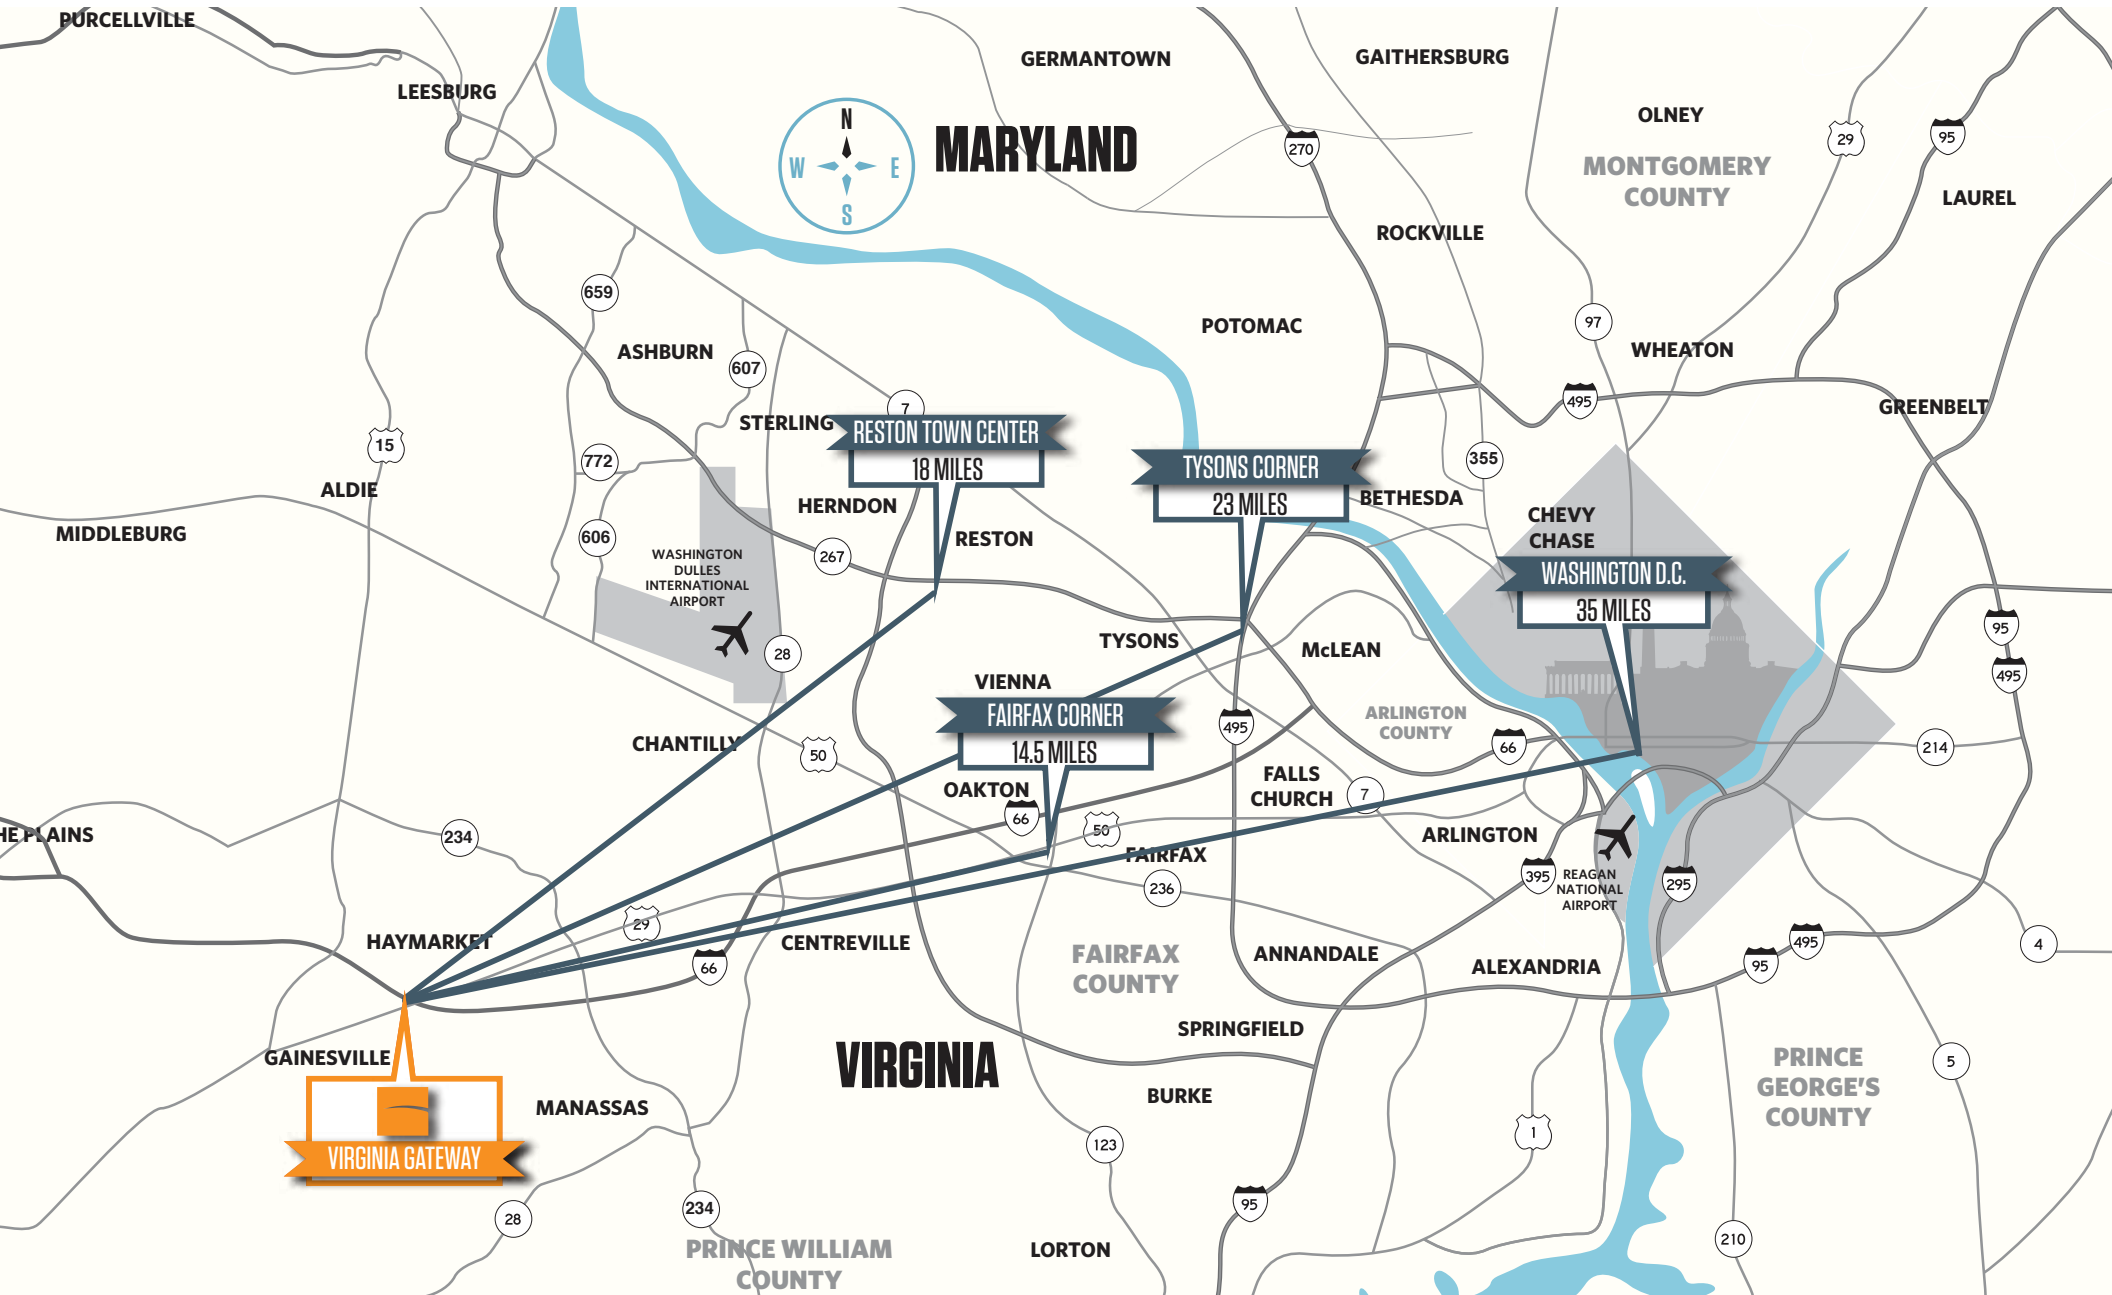 PURCELLVILLE
GERMANTOWN
GAITHERSBURG
LEESBURG
OLNEY
N
W E
S
MARYLAND
270
29
95
MONTGOMERY
COUNTY
LAUREL
ROCKVILLE
659
POTOMAC
97
ASHBURN
607
WHEATON
7
495
GREENBELT
STERLING
RESTON TOWN CENTER
18 MILES
15
772
TYSONS CORNER
23 MILES
355
ALDIE
BETHESDA
HERNDON
CHEVY
CHASE
MIDDLEBURG
606
RESTON
267
WASHINGTON
DULLES
INTERNATIONAL
AIRPORT
WASHINGTON D.C.
35 MILES
95
28
TYSONS
McLEAN
495
VIENNA
FAIRFAX CORNER
14.5 MILES
495
ARLINGTON
COUNTY
66
214
CHANTILLY
50
FALLS
CHURCH
7
OAKTON
66
50
HE PLAINS
234
FAIRFAX
ARLINGTON
236
395
REAGAN
NATIONAL
AIRPORT
295
29
HAYMARKET
CENTREVILLE
66
FAIRFAX
COUNTY
ANNANDALE
ALEXANDRIA
95
495
4
SPRINGFIELD
GAINESVILLE
VIRGINIA
PRINCE
GEORGE'S
COUNTY
5
BURKE
MANASSAS
123
1
VIRGINIA GATEWAY
28
234
95
210
PRINCE WILLIAM
COUNTY
LORTON